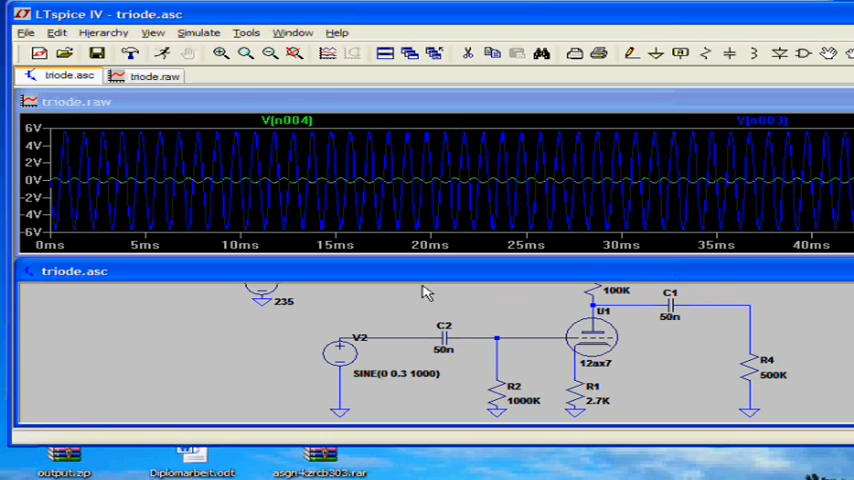 LTspice IV - triode.asc
File Edit Hierarchy View Simulate Tools Window Help
triode.asc triode.raw
triode.raw
V(n004) V(n003)
6V
4V
2V
0V
-2V
-4V
-6V
0ms 5ms 10ms 15ms 20ms 25ms 30ms 35ms 40ms
triode.asc
235
100K
C1
50n
U1
V2
C2
50n
12ax7
SINE(0 0.3 1000)
R2
1000K
R1
2.7K
R4
500K
output.zip Diplomarbeit.odt